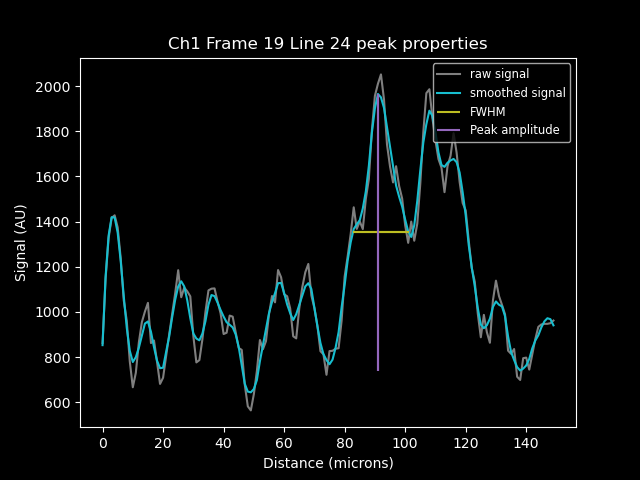 Ch1 Frame 19 Line 24 peak properties
raw signal
smoothed signal
FWHM
Peak amplitude
Signal (AU)
2000
1800
1600
1400
1200
1000
800
600
0 20 40 60 80 100 120 140
Distance (microns)